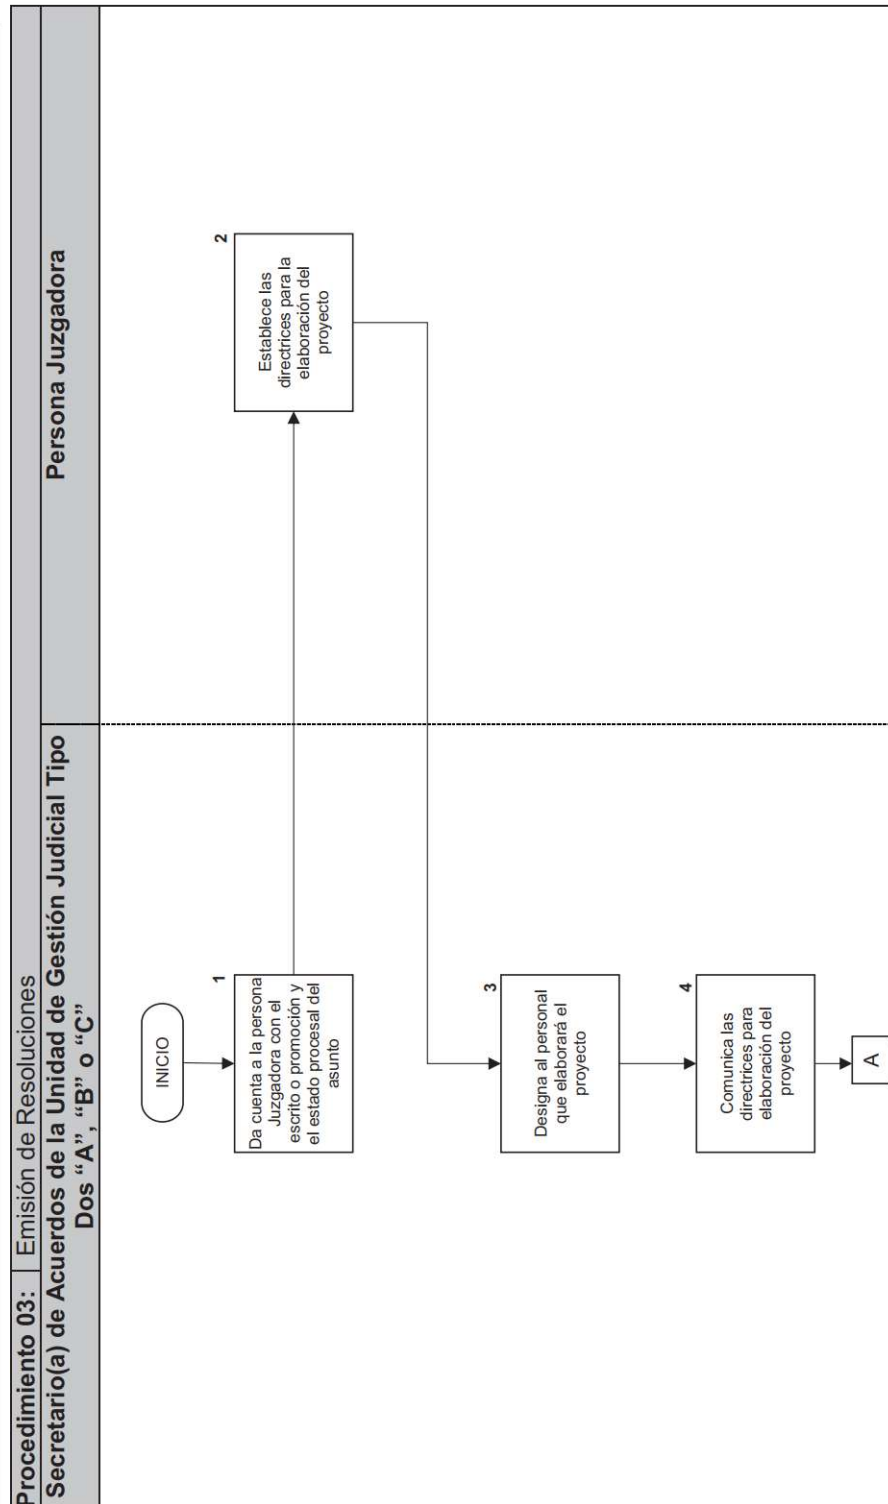 Procedimiento 03:
Emisión de Resoluciones
Secretario(a) de Acuerdos de la Unidad de Gestión Judicial Tipo
Dos “A”, “B” o “C”
Persona Juzgadora
INICIO
1
Da cuenta a la persona
Juzgadora con el
escrito o promoción y
el estado procesal del
asunto
2
Establece las
directrices para la
elaboración del
proyecto
3
Designa al personal
que elaborará el
proyecto
4
Comunica las
directrices para
elaboración del
proyecto
A